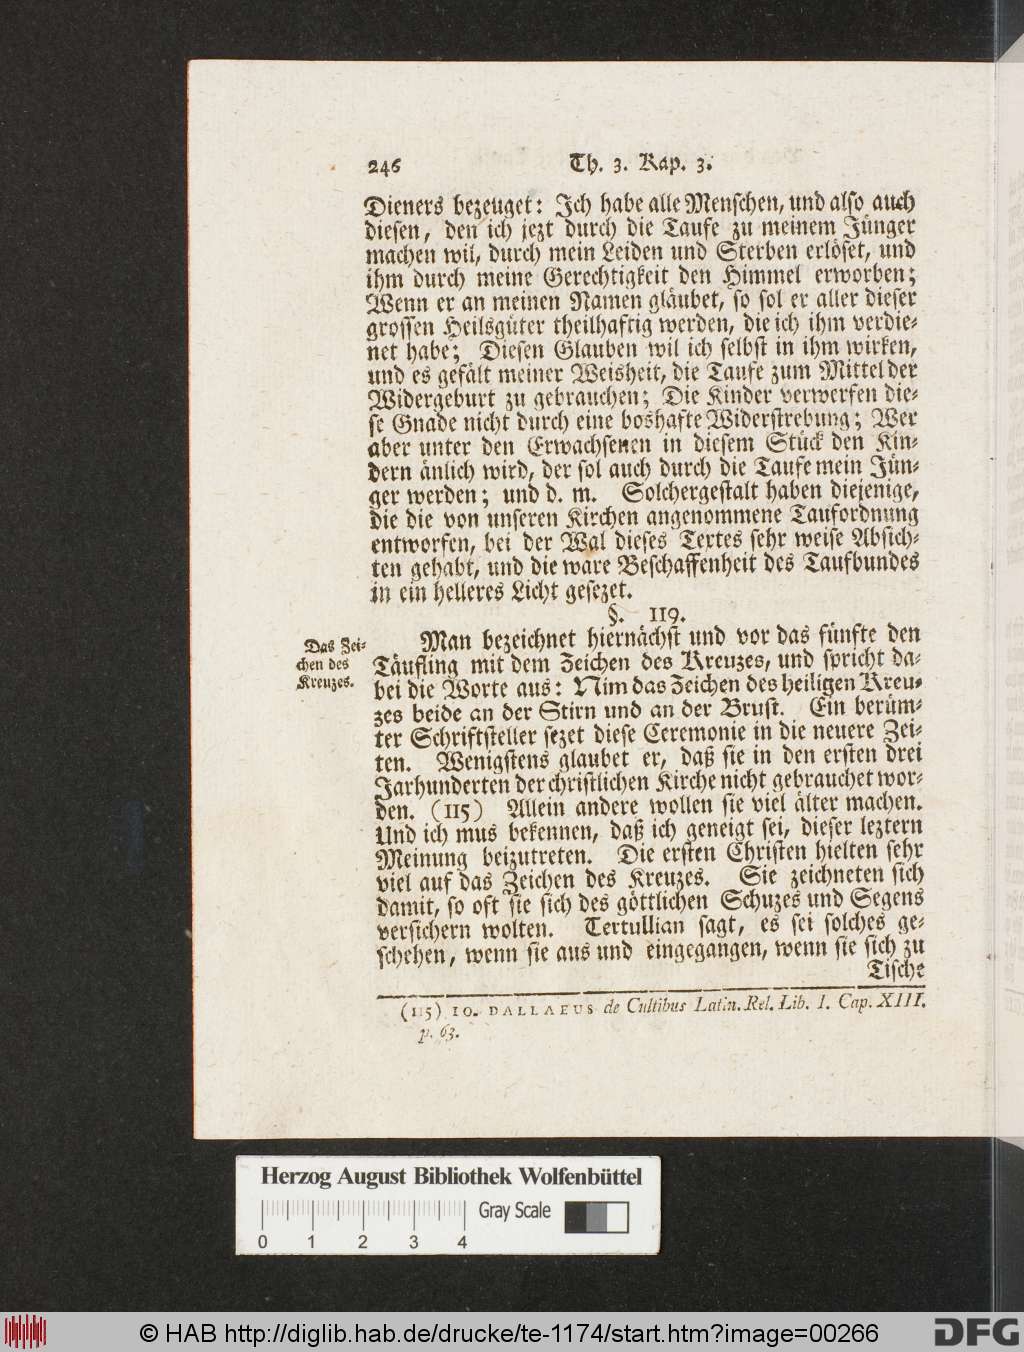 246 Th. 3. Kap. 3.
Dieners bezeuget: Ich habe alle Menschen, und also auch
diesen, den ich jezt durch die Taufe zu meinem Jünger
machen wil, durch mein Leiden und Sterben erlöset, und
ihm durch meine Gerechtigkeit den Himmel erworben;
Wenn er an meinen Namen gläubet, so sol er aller dieser
grossen Heilsgüter theilhaftig werden, die ich ihm verdie-
net habe; Diesen Glauben wil ich selbst in ihm wirken,
und es gefält meiner Weisheit, die Taufe zum Mittel der
Widergeburt zu gebrauchen; Die Kinder verwerfen die-
se Gnade nicht durch eine boshafte Widerstrebung; Wer
aber unter den Erwachsenen in diesem Stück den Kin-
dern änlich wird, der sol auch durch die Taufe mein Jün-
ger werden; und d. m. Solchergestalt haben diejenige,
die die von unseren Kirchen angenommene Taufordnung
entworfen, bei der Wal dieses Textes sehr weise Absich-
ten gehabt, und die ware Beschaffenheit des Taufbundes
in ein helleres Licht gesezet.
§. 119.
Das Zei-
chen des
Kreuzes.
Man bezeichnet hiernächst und vor das fünfte den
Täufling mit dem Zeichen des Kreuzes, und spricht da-
bei die Worte aus: Nim das Zeichen des heiligen Kreu-
zes beide an der Stirn und an der Brust. Ein berüm-
ter Schriftsteller sezet diese Ceremonie in die neuere Zei-
ten. Wenigstens glaubet er, daß sie in den ersten drei
Jarhunderten der christlichen Kirche nicht gebrauchet wor-
den. (115) Allein andere wollen sie viel älter machen.
Und ich mus bekennen, daß ich geneigt sei, dieser leztern
Meinung beizutreten. Die ersten Christen hielten sehr
viel auf das Zeichen des Kreuzes. Sie zeichneten sich
damit, so oft sie sich des göttlichen Schuzes und Segens
versichern wolten. Tertullian sagt, es sei solches ge-
schehen, wenn sie aus und eingegangen, wenn sie sich zu
Tische
(115) IO. DALLAEUS de Cultibus Latin. Rel. Lib. I. Cap. XIII.
p. 63.
Herzog August Bibliothek Wolfenbüttel
Gray Scale
0 1 2 3 4
© HAB http://diglib.hab.de/drucke/te-1174/start.htm?image=00266
DFG